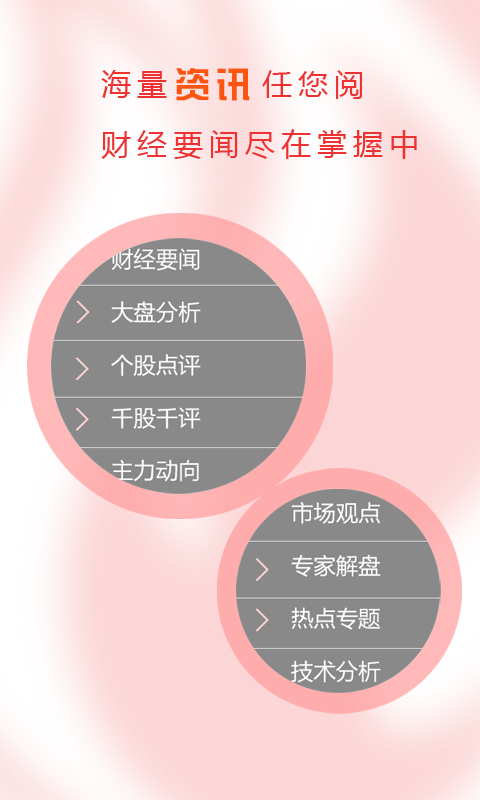 海量资讯任您阅
财经要闻尽在掌握中
财经要闻
大盘分析
个股点评
千股千评
主力动向
市场观点
专家解盘
热点专题
技术分析